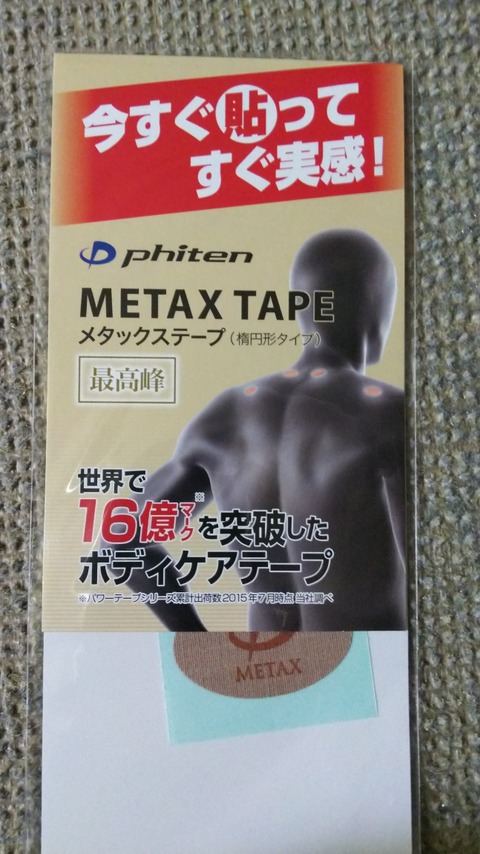 今すぐ貼って
すぐ実感!
phiten
METAX TAPE
メタックステープ(楕円形タイプ)
最高峰
世界で
16億マーク※を突破した
ボディケアテープ
※パワーテープシリーズ累計出荷数2015年7月時点 当社調べ
METAX